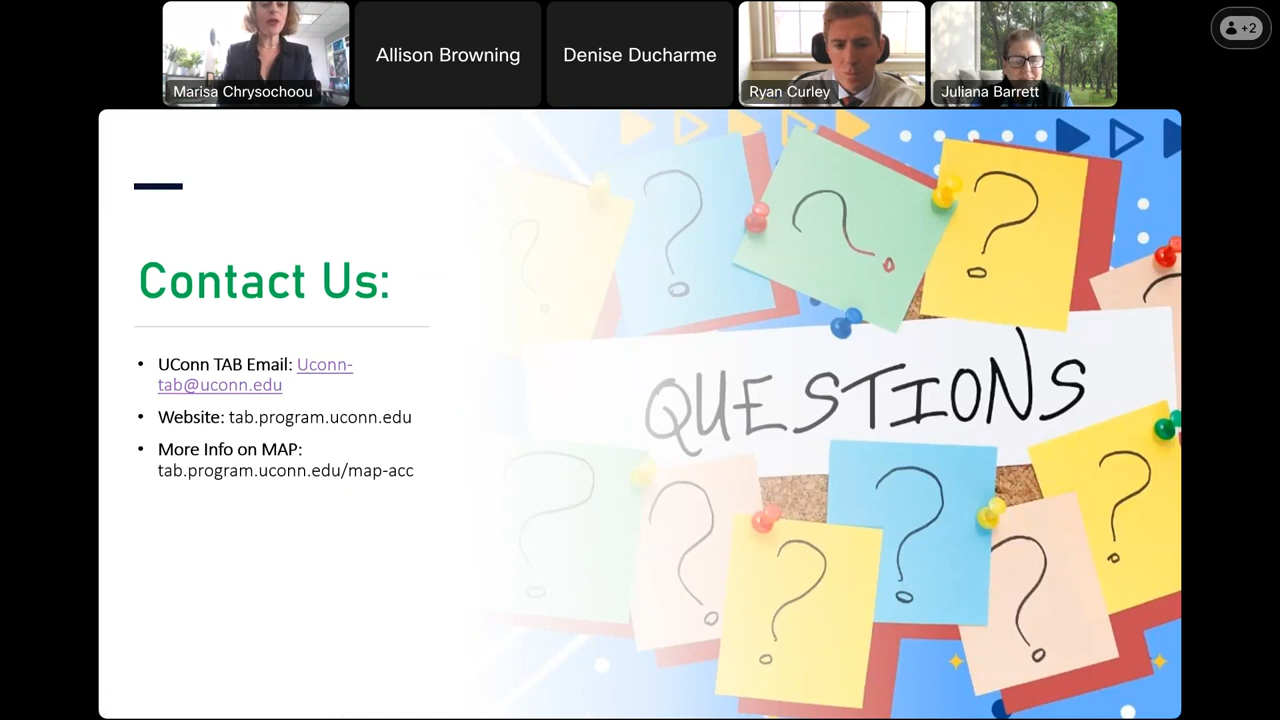 Marisa Chrysochoou
Allison Browning
Denise Ducharme
Ryan Curley
Juliana Barrett
+2
Contact Us:
• UConn TAB Email: Uconn-
tab@uconn.edu
• Website: tab.program.uconn.edu
• More Info on MAP:
tab.program.uconn.edu/map-acc
?
?
?
?
QUESTIONS
?
?
?
?
?
?